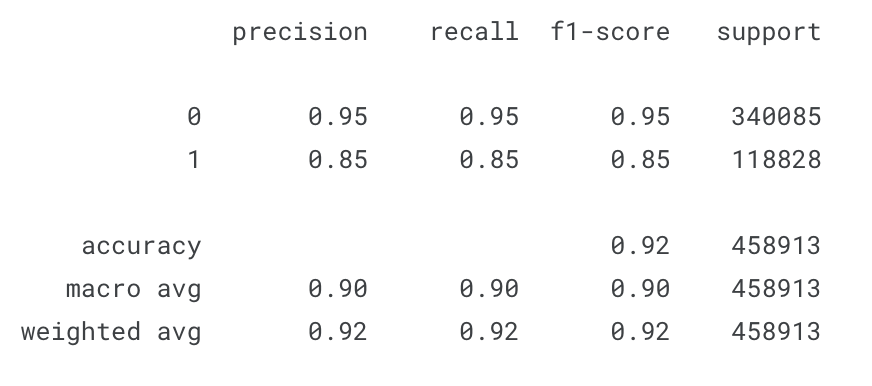 precision recall f1-score support
0 0.95 0.95 0.95 340085
1 0.85 0.85 0.85 118828
accuracy 0.92 458913
macro avg 0.90 0.90 0.90 458913
weighted avg 0.92 0.92 0.92 458913